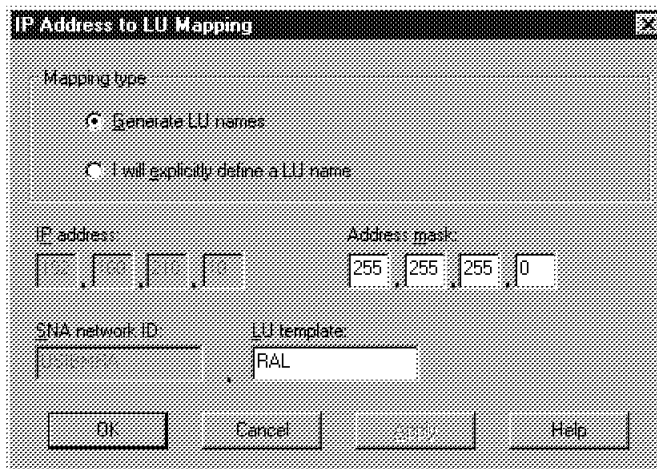 IP Address to LU Mapping
Mapping type
Generate LU names
I will explicitly define a LU name
IP address: Address mask:
255 . 255 . 255 . 0
SNA network ID: LU template:
. RAL
OK Cancel Apply Help